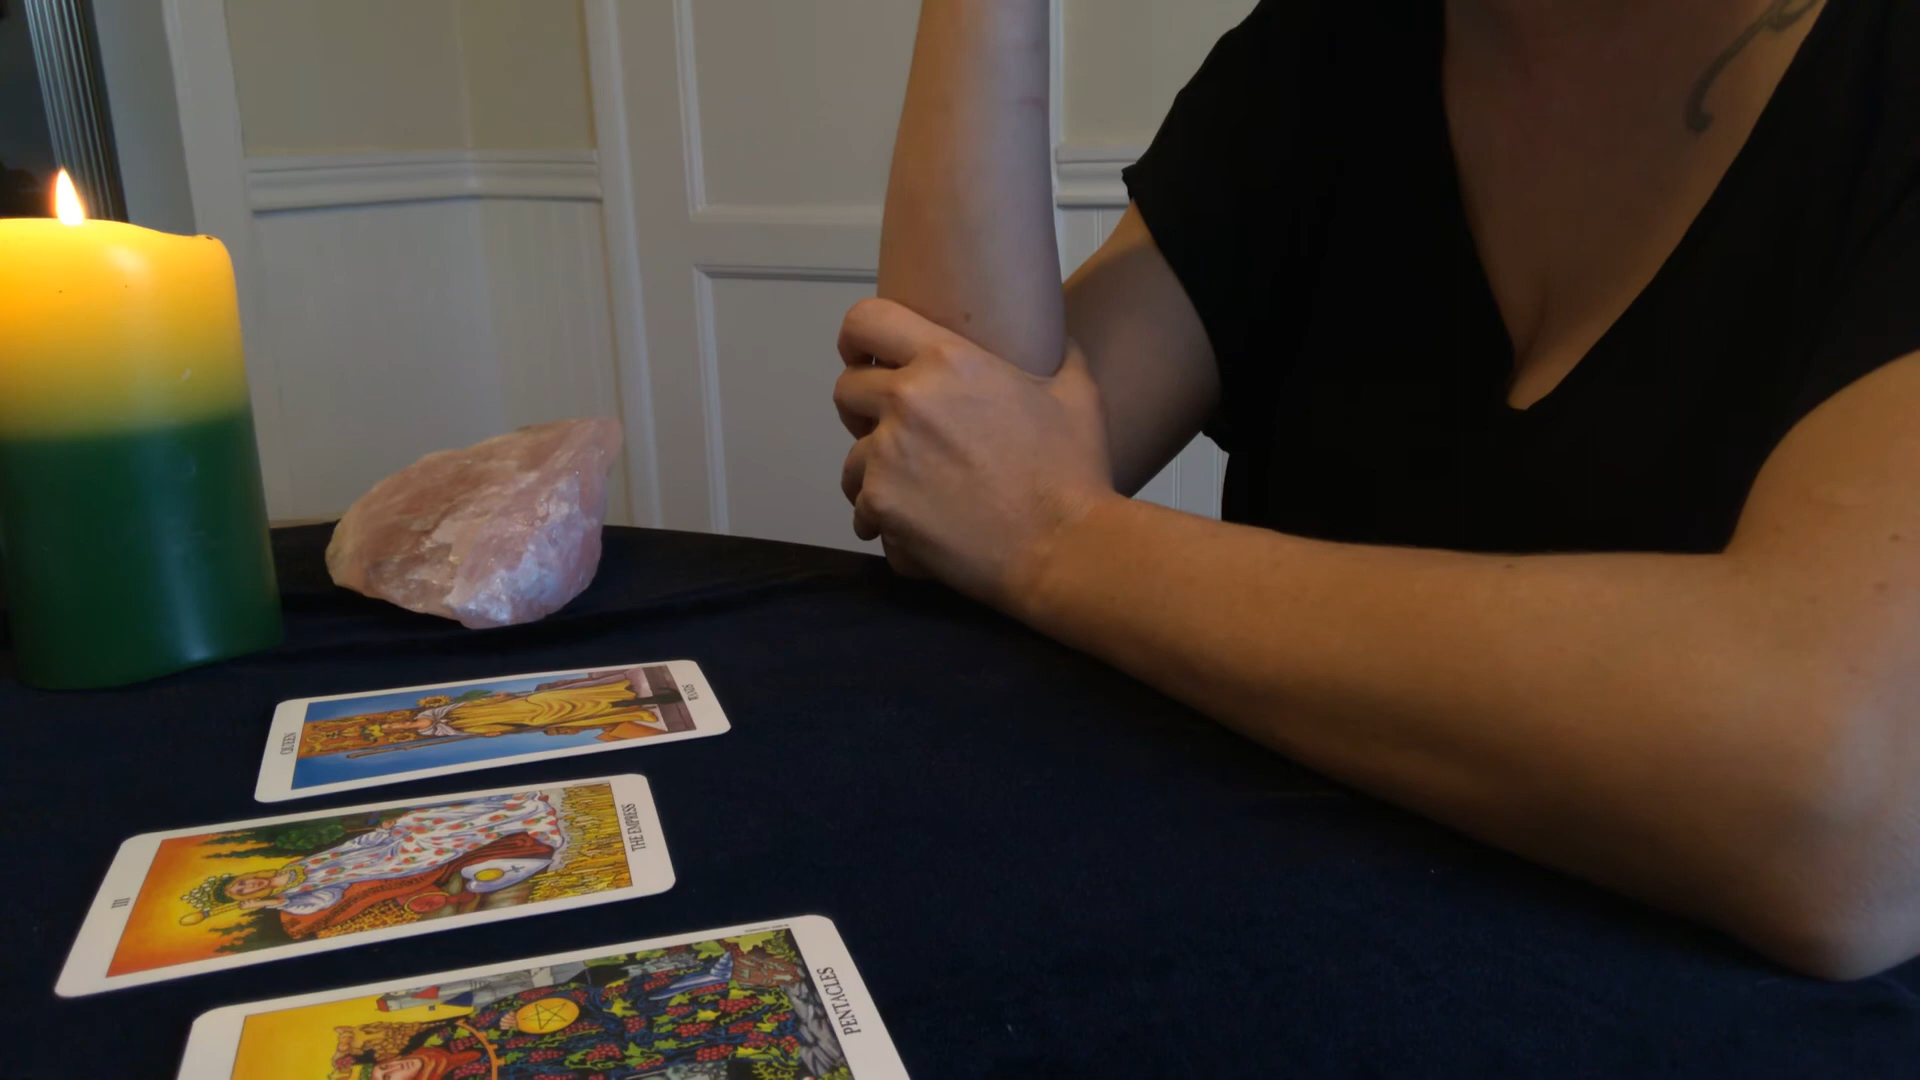 QUEEN
WANDS
III
THE EMPRESS
PENTACLES